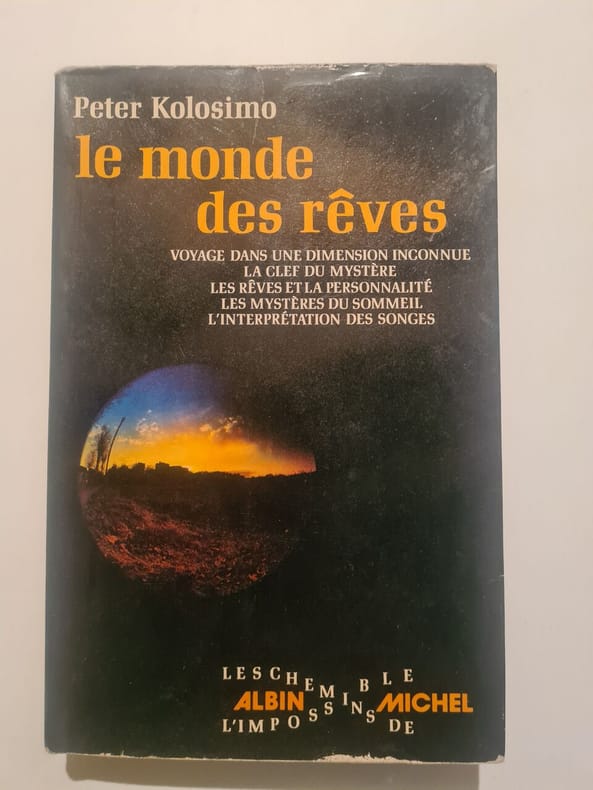 Peter Kolosimo
le monde
des rêves
VOYAGE DANS UNE DIMENSION INCONNUE
LA CLEF DU MYSTÈRE
LES RÊVES ET LA PERSONNALITÉ
LES MYSTÈRES DU SOMMEIL
L'INTERPRÉTATION DES SONGES
LES CHEMINS DE
ALBIN MICHEL
L'IMPOSSIBLE